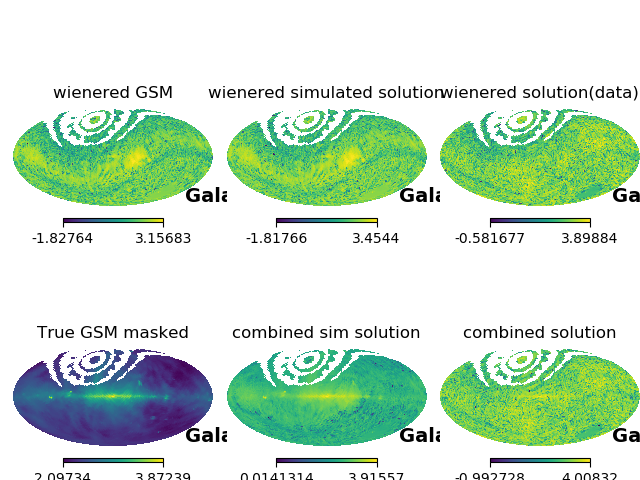 wienered GSM
wienered simulated solution
wienered solution(data)
Gala
Gala
Ga
-1.82764 3.15683
-1.81766 3.4544
-0.581677 3.89884
True GSM masked
combined sim solution
combined solution
Gala
Gala
Ga
2.09734 3.87239
0.0141314 3.91557
-0.992728 4.00832